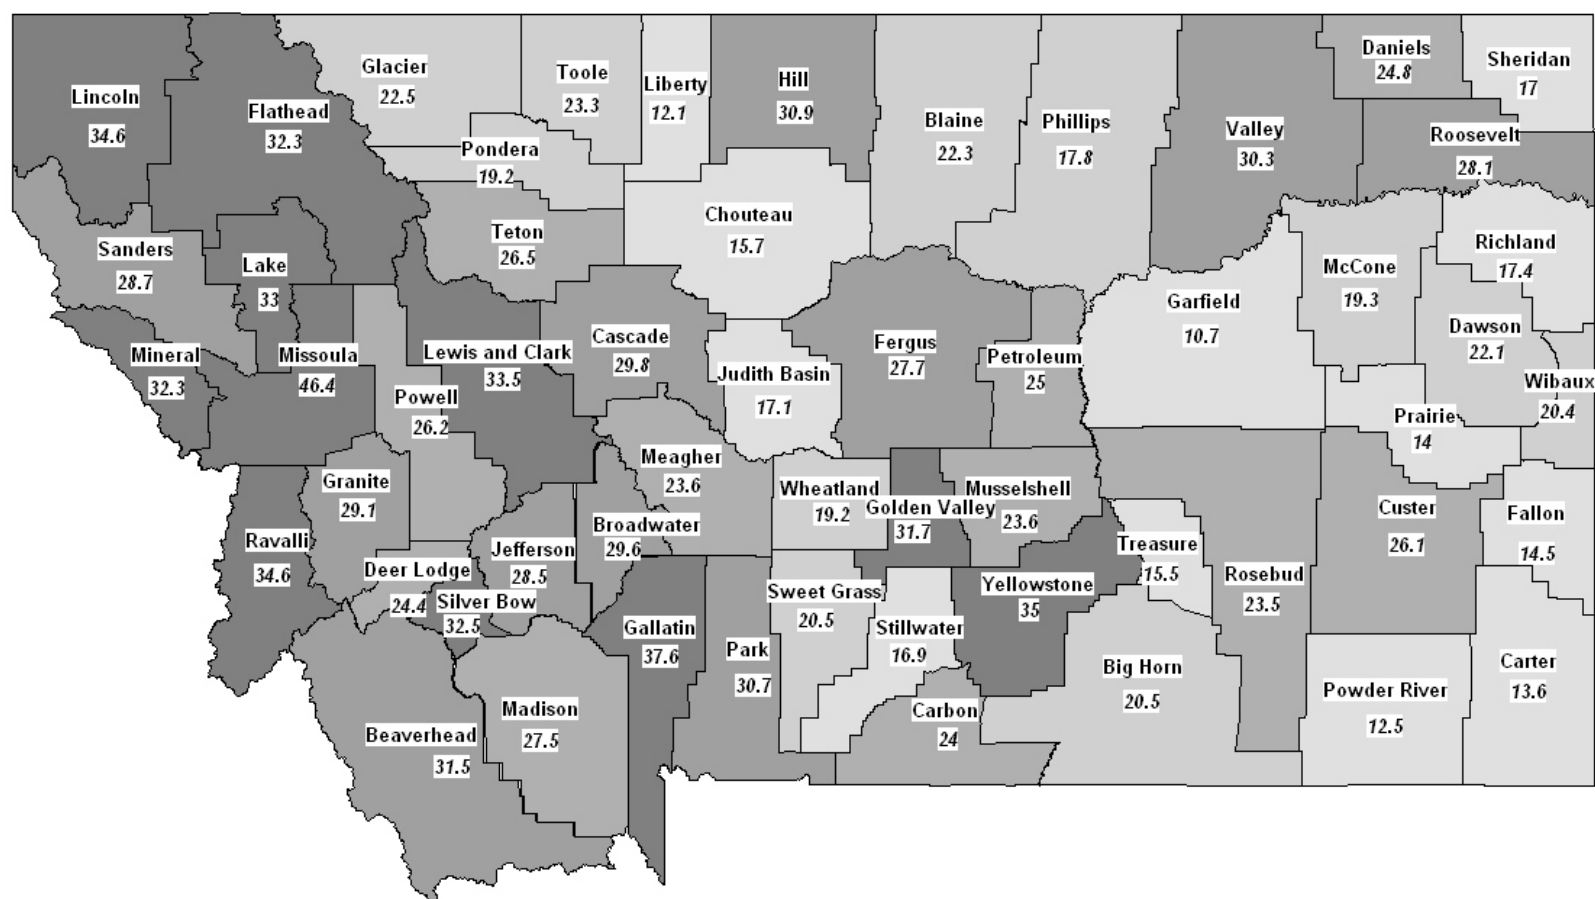 Lincoln
34.6
Flathead
32.3
Glacier
22.5
Toole
23.3
Liberty
12.1
Hill
30.9
Blaine
22.3
Phillips
17.8
Valley
30.3
Daniels
24.8
Sheridan
17
Roosevelt
28.1
Pondera
19.2
Teton
26.5
Chouteau
15.7
Sanders
28.7
Lake
33
Richland
17.4
McCone
19.3
Garfield
10.7
Dawson
22.1
Mineral
32.3
Missoula
46.4
Lewis and Clark
33.5
Cascade
29.8
Judith Basin
17.1
Fergus
27.7
Petroleum
25
Wibaux
20.4
Prairie
14
Powell
26.2
Meagher
23.6
Granite
29.1
Wheatland
19.2
Golden Valley
31.7
Musselshell
23.6
Custer
26.1
Fallon
14.5
Broadwater
29.6
Jefferson
28.5
Ravalli
34.6
Deer Lodge
24.4
Silver Bow
32.5
Treasure
15.5
Rosebud
23.5
Yellowstone
35
Sweet Grass
20.5
Stillwater
16.9
Gallatin
37.6
Park
30.7
Big Horn
20.5
Carter
13.6
Powder River
12.5
Carbon
24
Madison
27.5
Beaverhead
31.5